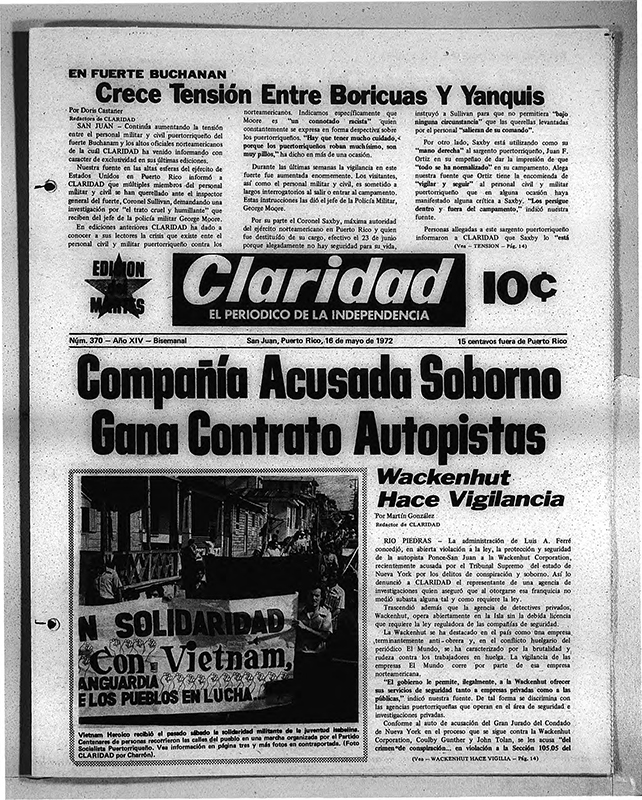 EN FUERTE BUCHANAN
Crece Tensión Entre Boricuas Y Yanquis
Por Doris Castañer
Redactora de CLARIDAD
SAN JUAN – Continúa aumentando la tensión
entre el personal militar y civil puertorriqueño del
fuerte Buchanan y los altos oficiales norteamericanos
de la cuál CLARIDAD ha venido informando con
caracter de exclusividad en sus últimas ediciones.
Nuestra fuente en las altas esferas del ejército de
Estados Unidos en Puerto Rico informó a
CLARIDAD que múltiples miembros del personal
militar y civil se han querellado ante el inspector
general del fuerte, Coronel Sullivan, demandando una
investigación por "el trato cruel y humillante" que
reciben del jefe de la policía militar George Moore.
En ediciones anteriores CLARIDAD ha dado a
conocer a sus lectores la crisis que existe ente el
personal civil y militar puertorriqueño contra los
norteamericanos. Indicamos específicamente que
Moore es "un connotado racista" quien
constantemente se expresa en forma despectiva sobre
los puertorriqueños. "Hay que tener mucho cuidado,
porque los puertorriqueños roban muchísimo, son
muy pillos," ha dicho en mas de una ocasión.
Durante las últimas semanas la vigilancia en este
fuerte fue aumentada enormemente. Los visitantes,
así como el personal militar y civil, es sometido a
largos interrogatorios al salir o entrar al campamento.
Estas instrucciones las dió el jefe de la Policía Militar,
George Moore.
Por su parte el Coronel Saxby, máxima autoridad
del ejército norteamericano en Puerto Rico y quien
fue destituído de su cargo, efectivo el 23 de junio
porque alegadamente no hay seguridad para su vida,
instruyó a Sullivan para que no permitiera "bajo
ninguna circunstancia" que las querellas levantadas
por el personal "salieran de su comando".
Por otro lado, Saxby está utilizando como su
"mano derecha" al sargento puertorriqueño, Juan F.
Ortiz en su empeño de dar la impresión de que
"todo se ha normalizado" en su campamento. Alega
nuestra fuente que Ortiz tiene la encomienda de
"vigilar y seguir" al personal civil y militar
puertorriqueño que en alguna ocasión haya
manifestado alguna crítica a Saxby. "Los persigue
dentro y fuera del campamento," indicó nuestra
fuente.
Personas allegadas a este sargento puertorriqueño
informaron a CLARIDAD que Saxby lo "está
(Vea – TENSION – Pág. 14)
EDICION
MARTES
Claridad
EL PERIODICO DE LA INDEPENDENCIA
10¢
Núm. 370 – Año XIV – Bisemanal
San Juan, Puerto Rico, 16 de mayo de 1972
15 centavos fuera de Puerto Rico
Compañía Acusada Soborno
Gana Contrato Autopistas
N SOLIDARIDAD
Con Vietnam,
ANGUARDIA
E LOS PUEBLOS EN LUCHA
Vietnam Heroico recibió el pasado sábado la solidaridad militante de la juventud isabelina.
Centenares de personas recorrieron las calles del pueblo en una marcha organizada por el Partido
Socialista Puertorriqueño. Vea información en página tres y más fotos en contraportada. (Foto
CLARIDAD por Charrón).
Wackenhut
Hace Vigilancia
Por Martín González
Redactor de CLARIDAD
RIO PIEDRAS – La administración de Luis A. Ferré
concedió, en abierta violación a la ley, la protección y seguridad
de la autopista Ponce-San Juan a la Wackenhut Corporation,
recientemente acusada por el Tribunal Supremo del estado de
Nueva York por los delitos de conspiración y soborno. Así lo
denunció a CLARIDAD el representante de una agencia de
investigaciones quien aseguró que al otorgarse esa franquicia no
medió subasta alguna tal y como requiere la ley.
Trascendió además que la agencia de detectives privados,
Wackenhut, opera abiertamente en la Isla sin la debida licencia
que requiere la ley reguladora de las compañías de seguridad.
La Wackenhut se ha destacado en el país como una empresa
terminantemente anti-obrera y, en el conflicto huelgario del
periódico El Mundo, se ha caracterizado por la brutalidad y
rudeza contra los trabajadores en huelga. La vigilancia de las
empresas El Mundo corre por parte de esa empresa
norteamericana.
"El gobierno le permite, ilegalmente, a la Wackenhut ofrecer
sus servicios de seguridad tanto a empresas privadas como a las
públicas," indicó nuestra fuente. De tal forma se discrimina con
las agencias puertorriqueñas que operan en el área de seguridad e
investigaciones privadas.
Conforme al auto de acusación del Gran Jurado del Condado
de Nueva York en el proceso que se sigue contra la Wackenhut
Corporation, Coulby Gunther y John Tolan, se les acusa "del
crimen de conspiración... en violación a la Sección 105.05 del
(Vea – WACKENHUT HACE VIGILIA – Pág. 14)